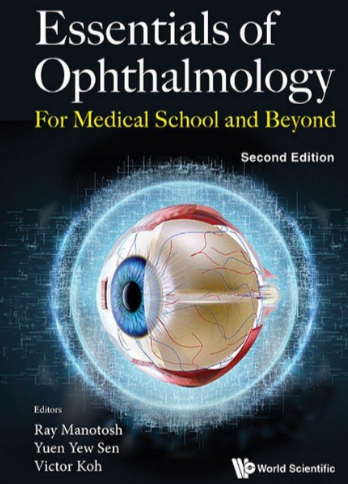 Essentials of
Ophthalmology
For Medical School and Beyond
Second Edition
Editors
Ray Manotosh
Yuen Yew Sen
Victor Koh
World Scientific